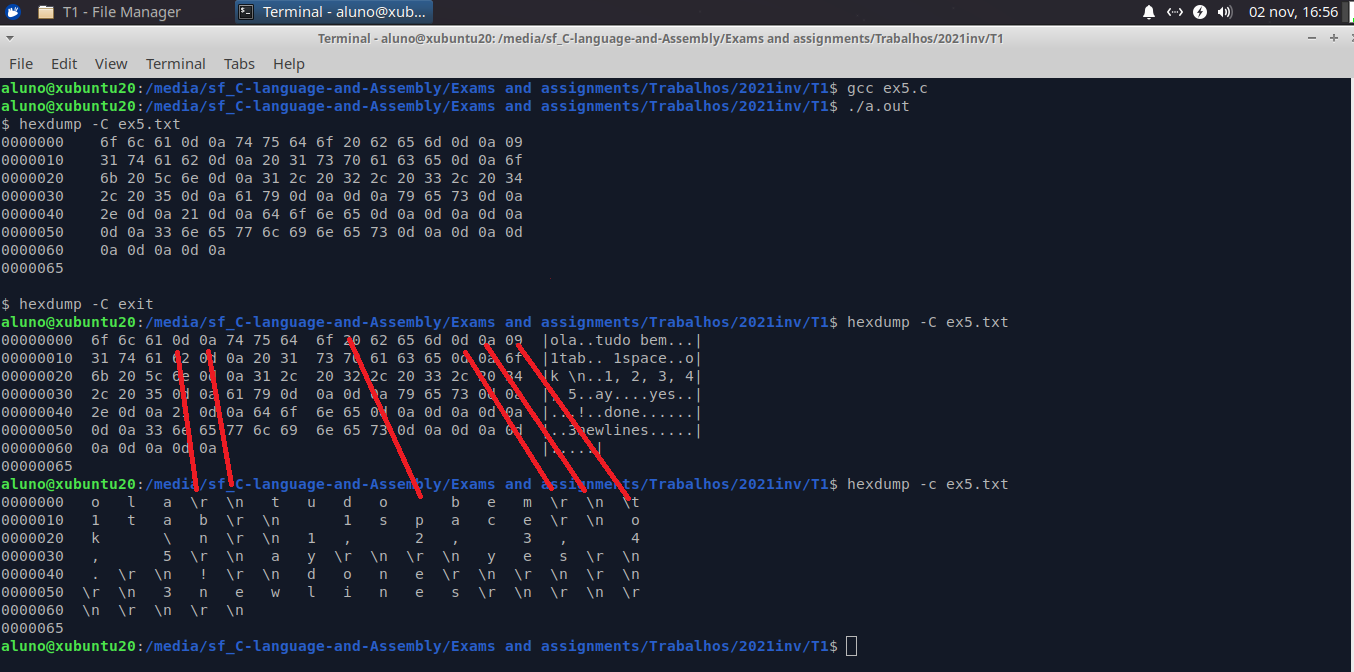 T1 - File Manager
Terminal - aluno@xub...
02 nov, 16:56
Terminal - aluno@xubuntu20: /media/sf_C-language-and-Assembly/Exams and assignments/Trabalhos/2021inv/T1
File Edit View Terminal Tabs Help
aluno@xubuntu20:/media/sf_C-language-and-Assembly/Exams and assignments/Trabalhos/2021inv/T1$ gcc ex5.c
aluno@xubuntu20:/media/sf_C-language-and-Assembly/Exams and assignments/Trabalhos/2021inv/T1$ ./a.out
$ hexdump -C ex5.txt
0000000    6f 6c 61 0d 0a 74 75 64 6f 20 62 65 6d 0d 0a 09
0000010    31 74 61 62 0d 0a 20 31 73 70 61 63 65 0d 0a 6f
0000020    6b 20 5c 6e 0d 0a 31 2c 20 32 2c 20 33 2c 20 34
0000030    2c 20 35 0d 0a 61 79 0d 0a 0d 0a 79 65 73 0d 0a
0000040    2e 0d 0a 21 0d 0a 64 6f 6e 65 0d 0a 0d 0a 0d 0a
0000050    0d 0a 33 6e 65 77 6c 69 6e 65 73 0d 0a 0d 0a 0d
0000060    0a 0d 0a 0d 0a
0000065
$ hexdump -C exit
aluno@xubuntu20:/media/sf_C-language-and-Assembly/Exams and assignments/Trabalhos/2021inv/T1$ hexdump -C ex5.txt
00000000  6f 6c 61 0d 0a 74 75 64  6f 20 62 65 6d 0d 0a 09  |ola..tudo bem...|
00000010  31 74 61 62 0d 0a 20 31  73 70 61 63 65 0d 0a 6f  |1tab.. 1space..o|
00000020  6b 20 5c 6e 0d 0a 31 2c  20 32 2c 20 33 2c 20 34  |k \n..1, 2, 3, 4|
00000030  2c 20 35 0d 0a 61 79 0d  0a 0d 0a 79 65 73 0d 0a  |, 5..ay....yes..|
00000040  2e 0d 0a 21 0d 0a 64 6f  6e 65 0d 0a 0d 0a 0d 0a  |...!..done......|
00000050  0d 0a 33 6e 65 77 6c 69  6e 65 73 0d 0a 0d 0a 0d  |..3newlines.....|
00000060  0a 0d 0a 0d 0a                                    |.....|
00000065
aluno@xubuntu20:/media/sf_C-language-and-Assembly/Exams and assignments/Trabalhos/2021inv/T1$ hexdump -c ex5.txt
0000000   o   l   a  \r  \n   t   u   d   o       b   e   m  \r  \n  \t
0000010   1   t   a   b  \r  \n       1   s   p   a   c   e  \r  \n   o
0000020   k       \   n  \r  \n   1   ,       2   ,       3   ,       4
0000030   ,       5  \r  \n   a   y  \r  \n  \r  \n   y   e   s  \r  \n
0000040   .  \r  \n   !  \r  \n   d   o   n   e  \r  \n  \r  \n  \r  \n
0000050  \r  \n   3   n   e   w   l   i   n   e   s  \r  \n  \r  \n  \r
0000060  \n  \r  \n  \r  \n
0000065
aluno@xubuntu20:/media/sf_C-language-and-Assembly/Exams and assignments/Trabalhos/2021inv/T1$